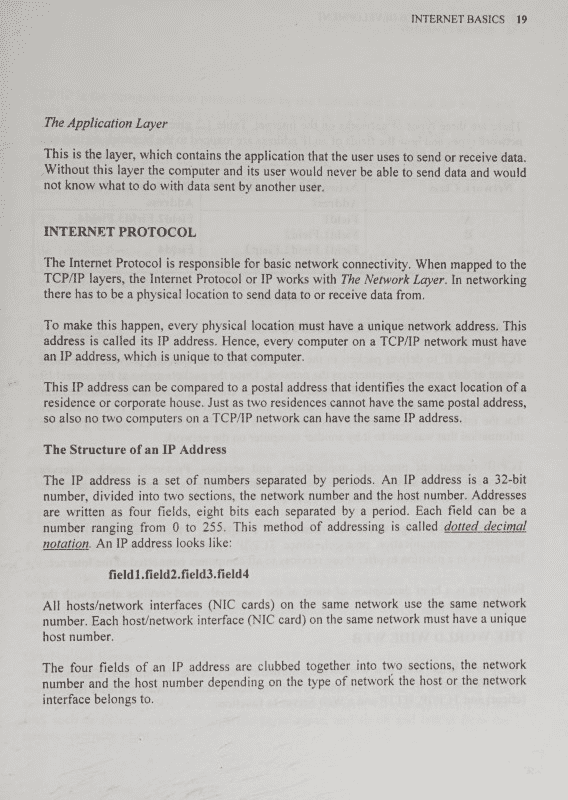 INTERNET BASICS 19
The Application Layer
This is the layer, which contains the application that the user uses to send or receive data.
Without this layer the computer and its user would never be able to send data and would
not know what to do with data sent by another user.
INTERNET PROTOCOL
The Internet Protocol is responsible for basic network connectivity. When mapped to the
TCP/IP layers, the Internet Protocol or IP works with The Network Layer. In networking
there has to be a physical location to send data to or receive data from.
To make this happen, every physical location must have a unique network address. This
address is called its IP address. Hence, every computer on a TCP/IP network must have
an IP address, which is unique to that computer.
This IP address can be compared to a postal address that identifies the exact location of a
residence or corporate house. Just as two residences cannot have the same postal address,
so also no two computers on a TCP/IP network can have the same IP address.
The Structure of an IP Address
The IP address is a set of numbers separated by periods. An IP address is a 32-bit
number, divided into two sections, the network number and the host number. Addresses
are written as four fields, eight bits each separated by a period. Each field can be a
number ranging from 0 to 255. This method of addressing is called dotted decimal
notation. An IP address looks like:
field1.field2.field3.field4
All hosts/network interfaces (NIC cards) on the same network use the same network
number. Each host/network interface (NIC card) on the same network must have a unique
host number.
The four fields of an IP address are clubbed together into two sections, the network
number and the host number depending on the type of network the host or the network
interface belongs to.